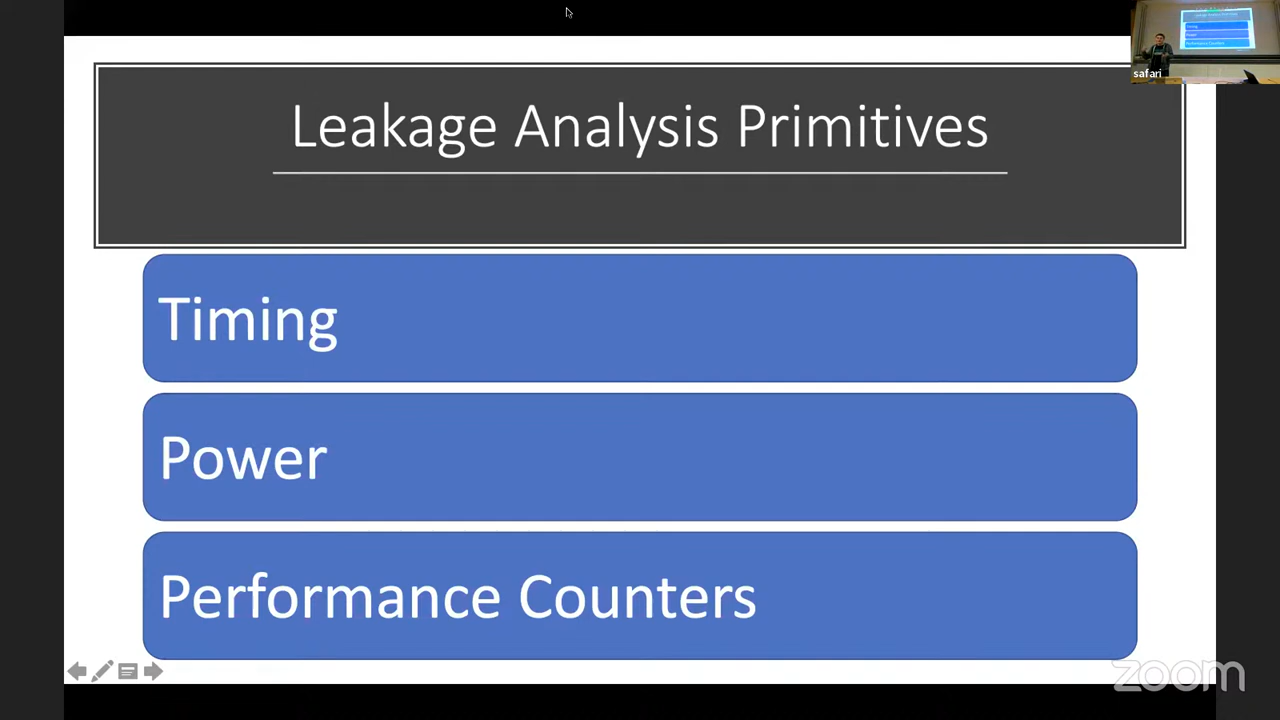 Leakage Analysis Primitives
safari
Timing
Power
Performance Counters
zoom